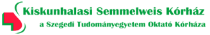 Kiskunhalasi Semmelweis Kórház
a Szegedi Tudományegyetem Oktató Kórháza